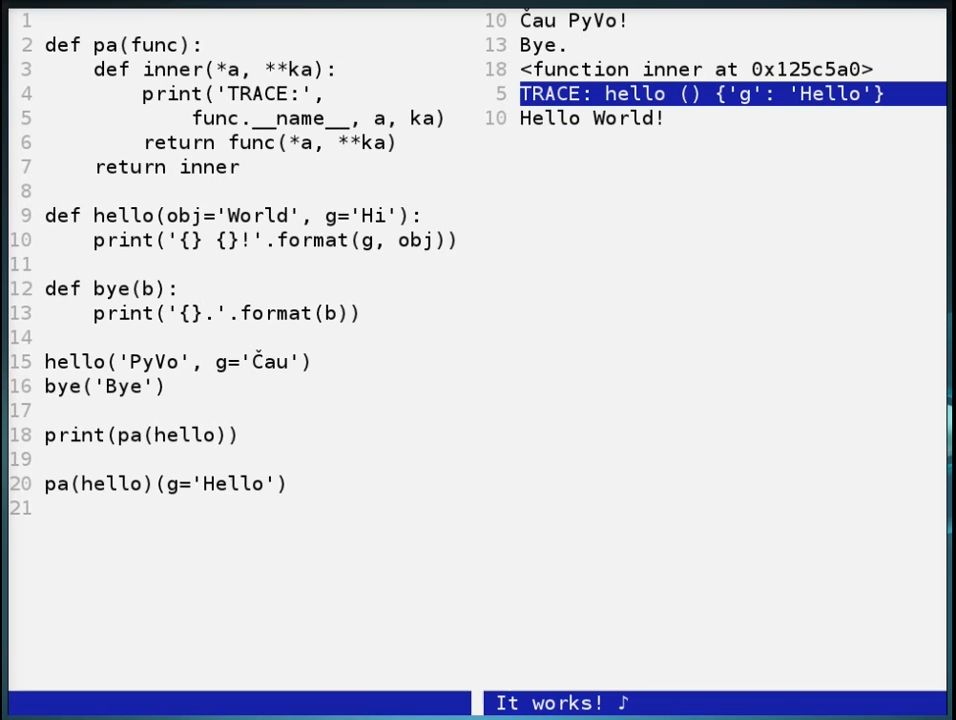 1
2 def pa(func):
3     def inner(*a, **ka):
4         print('TRACE:',
5             func.__name__, a, ka)
6         return func(*a, **ka)
7     return inner
8
9 def hello(obj='World', g='Hi'):
10     print('{} {}!'.format(g, obj))
11
12 def bye(b):
13     print('{}.'.format(b))
14
15 hello('PyVo', g='Čau')
16 bye('Bye')
17
18 print(pa(hello))
19
20 pa(hello)(g='Hello')
21
10 Čau PyVo!
13 Bye.
18 <function inner at 0x125c5a0>
5 TRACE: hello () {'g': 'Hello'}
10 Hello World!
It works! ♪